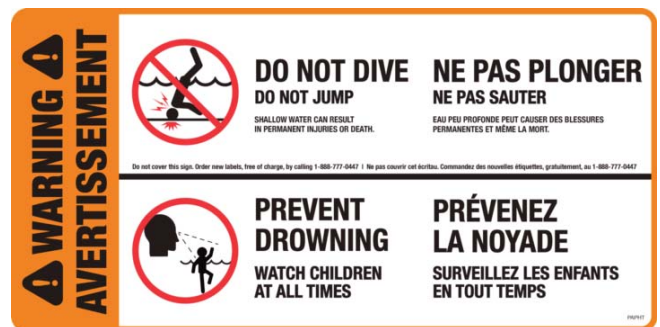 WARNING
AVERTISSEMENT
DO NOT DIVE
DO NOT JUMP
SHALLOW WATER CAN RESULT
IN PERMANENT INJURIES OR DEATH.
NE PAS PLONGER
NE PAS SAUTER
EAU PEU PROFONDE PEUT CAUSER DES BLESSURES
PERMANENTES ET MÊME LA MORT.
Do not cover this sign. Order new labels, free of charge, by calling 1-888-777-0447 | Ne pas couvrir cet écritau. Commandez des nouvelles étiquettes, gratuitement, au 1-888-777-0447
PREVENT
DROWNING
WATCH CHILDREN
AT ALL TIMES
PRÉVENEZ
LA NOYADE
SURVEILLEZ LES ENFANTS
EN TOUT TEMPS